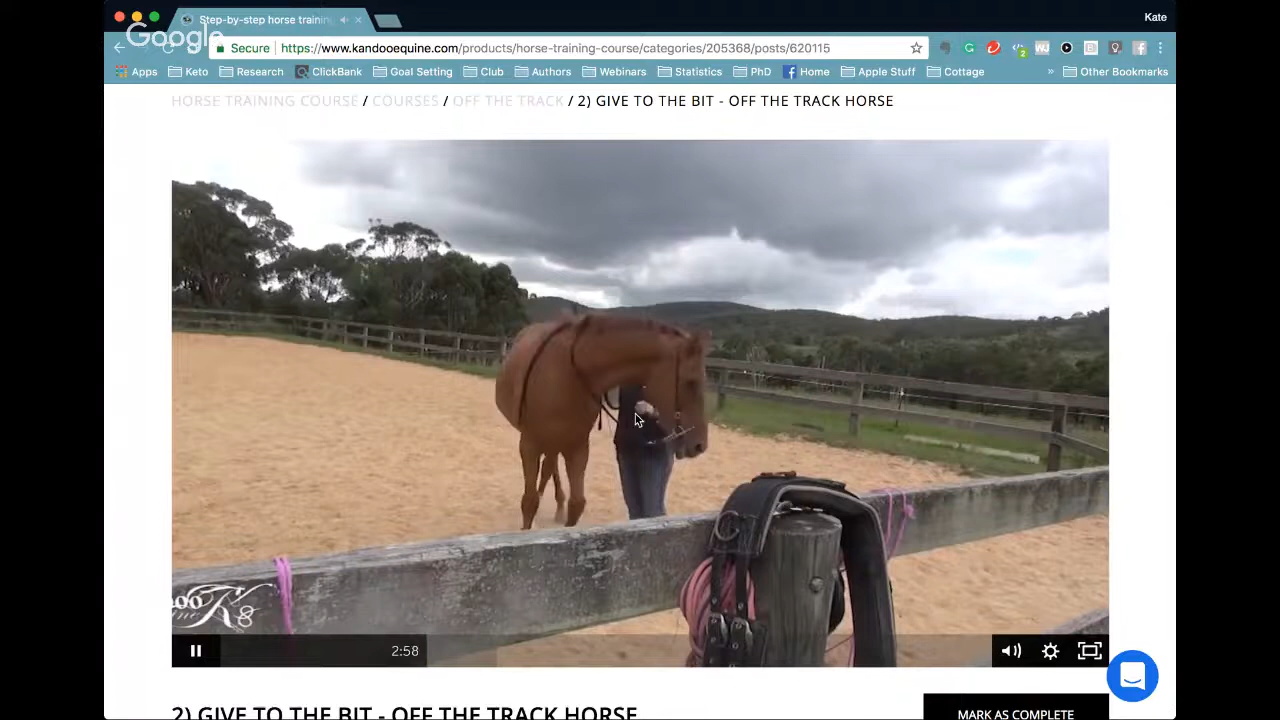 Step-by-step horse trainin
Kate
Google
Secure
https://www.kandooequine.com/products/horse-training-course/categories/205368/posts/620115
Apps Keto Research ClickBank Goal Setting Club Authors Webinars Statistics PhD Home Apple Stuff Cottage » Other Bookmarks
HORSE TRAINING COURSE / COURSES / OFF THE TRACK / 2) GIVE TO THE BIT - OFF THE TRACK HORSE
2:58
2) GIVE TO THE BIT - OFF THE TRACK HORSE
MARK AS COMPLETE